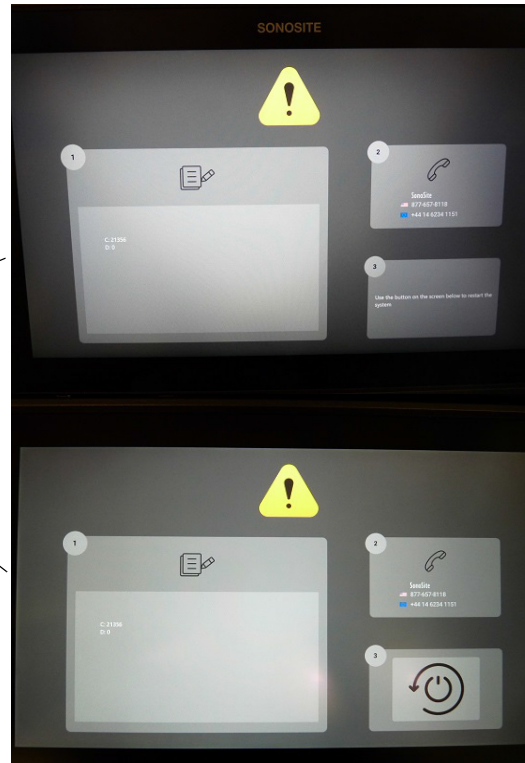 SONOSITE
1
2
SonoSite
877-657-8118
+44 14 6234 1151
C:21356
D:0
3
Use the button on the screen below to restart the
system
1
2
SonoSite
877-657-8118
+44 14 6234 1151
C:21356
D:0
3